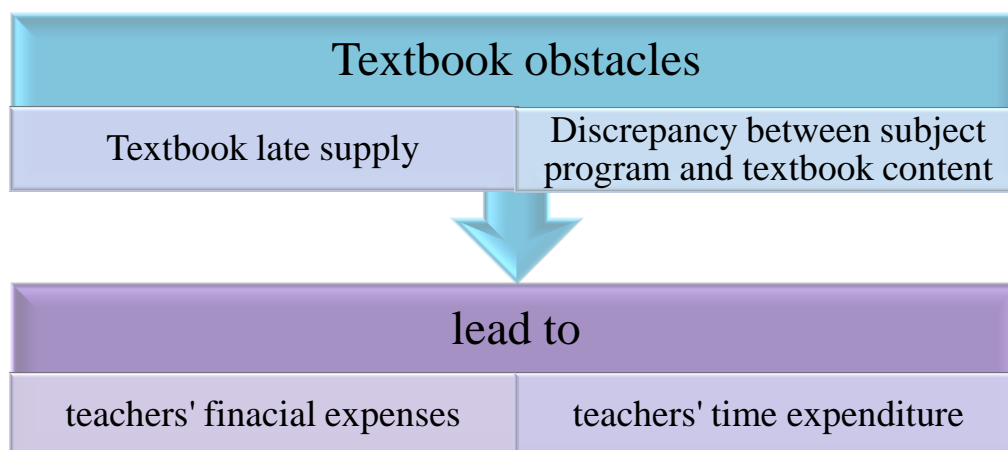 Textbook obstacles
Textbook late supply
Discrepancy between subject
program and textbook content
lead to
teachers' finacial expenses
teachers' time expenditure